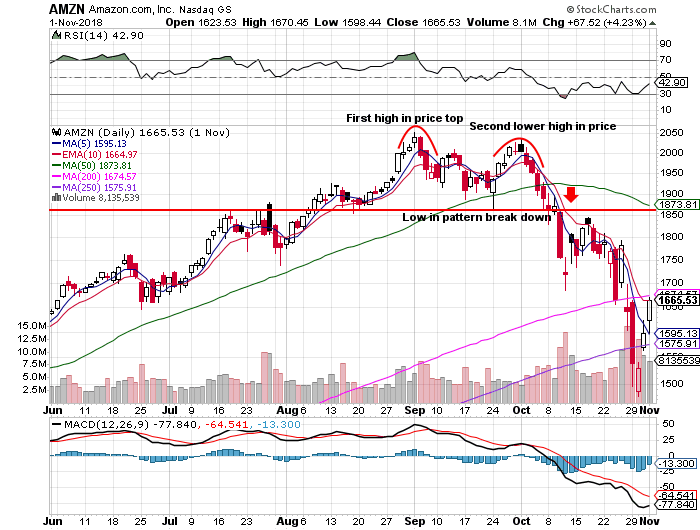 AMZN Amazon.com, Inc. Nasdaq GS © StockCharts.com
1-Nov-2018 Open 1623.53 High 1670.45 Low 1598.44 Close 1665.53 Volume 8.1M Chg +67.52 (+4.23%)
RSI(14) 42.90
90
70
50
42.90
30
10
First high in price top
Second lower high in price
AMZN (Daily) 1665.53 (1 Nov)
MA(5) 1595.13
EMA(10) 1664.97
MA(50) 1873.81
MA(200) 1674.57
MA(250) 1575.91
Volume 8,135,539
Low in pattern break down
2050
2000
1950
1900
1873.81
1850
1800
1750
1700
1665.53
1595.13
1575.91
8135539
1500
15.0M
12.5M
10.0M
7.5M
5.0M
2.5M
Jun 11 18 25 Jul 9 16 23 Aug 6 13 20 27 Sep 10 17 24 Oct 8 15 22 29 Nov
MACD(12,26,9) -77.840, -64.541, -13.300
50
25
0
-13.300
-64.541
-77.840
Jun 11 18 25 Jul 9 16 23 Aug 6 13 20 27 Sep 10 17 24 Oct 8 15 22 29 Nov